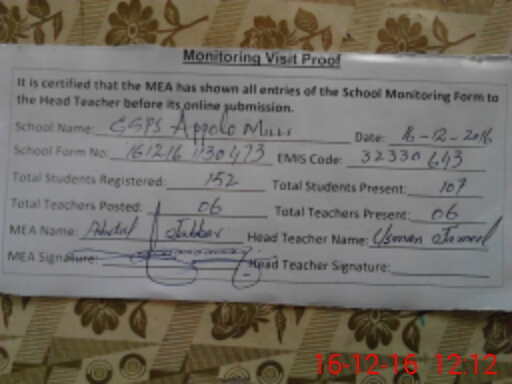 Monitoring Visit Proof
It is certified that the MEA has shown all entries of the School Monitoring Form to
the Head Teacher before its online submission.
School Name: GSPS Appolo Mills Date: 16-12-2016
School Form No: 161216 1130473 EMIS Code: 32330643
Total Students Registered: 152 Total Students Present: 107
Total Teachers Posted: 06 Total Teachers Present: 06
MEA Name: Abdul Jabbar Head Teacher Name: Usman Jameel
MEA Signature: Head Teacher Signature:
16-12-16 12:12